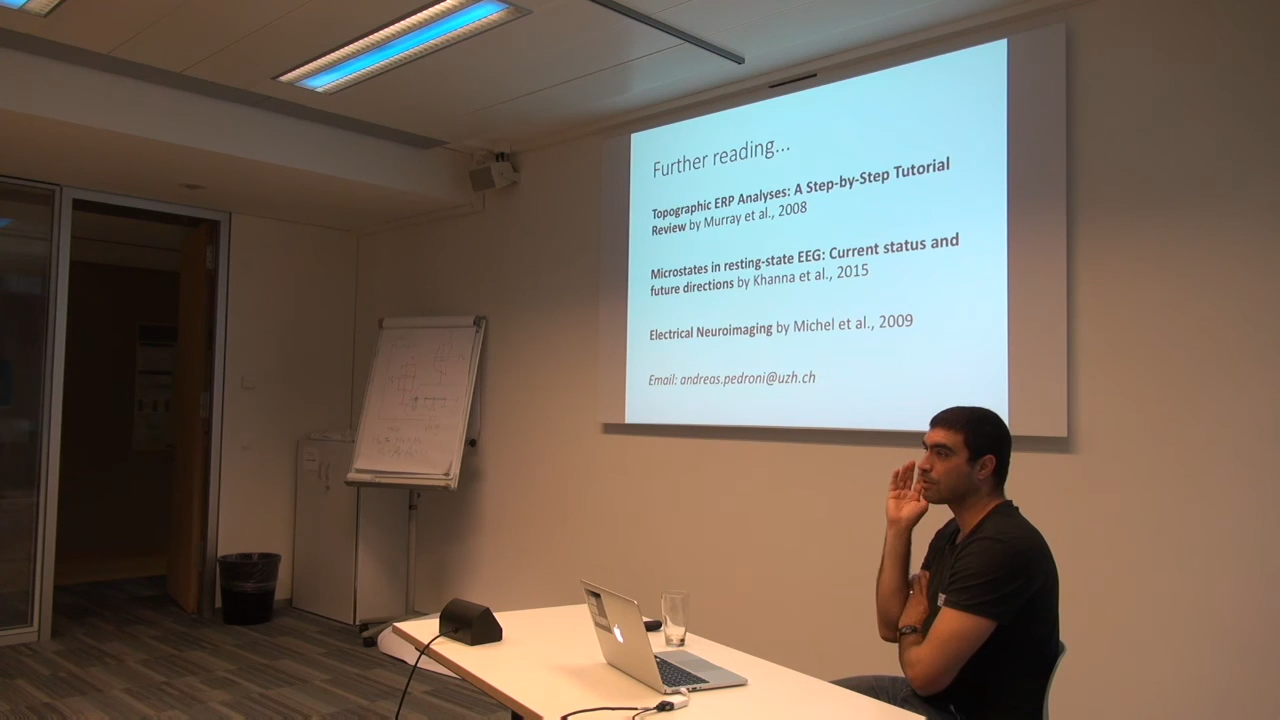 Further reading...
Topographic ERP Analyses: A Step-by-Step Tutorial
Review by Murray et al., 2008
Microstates in resting-state EEG: Current status and
future directions by Khanna et al., 2015
Electrical Neuroimaging by Michel et al., 2009
Email: andreas.pedroni@uzh.ch